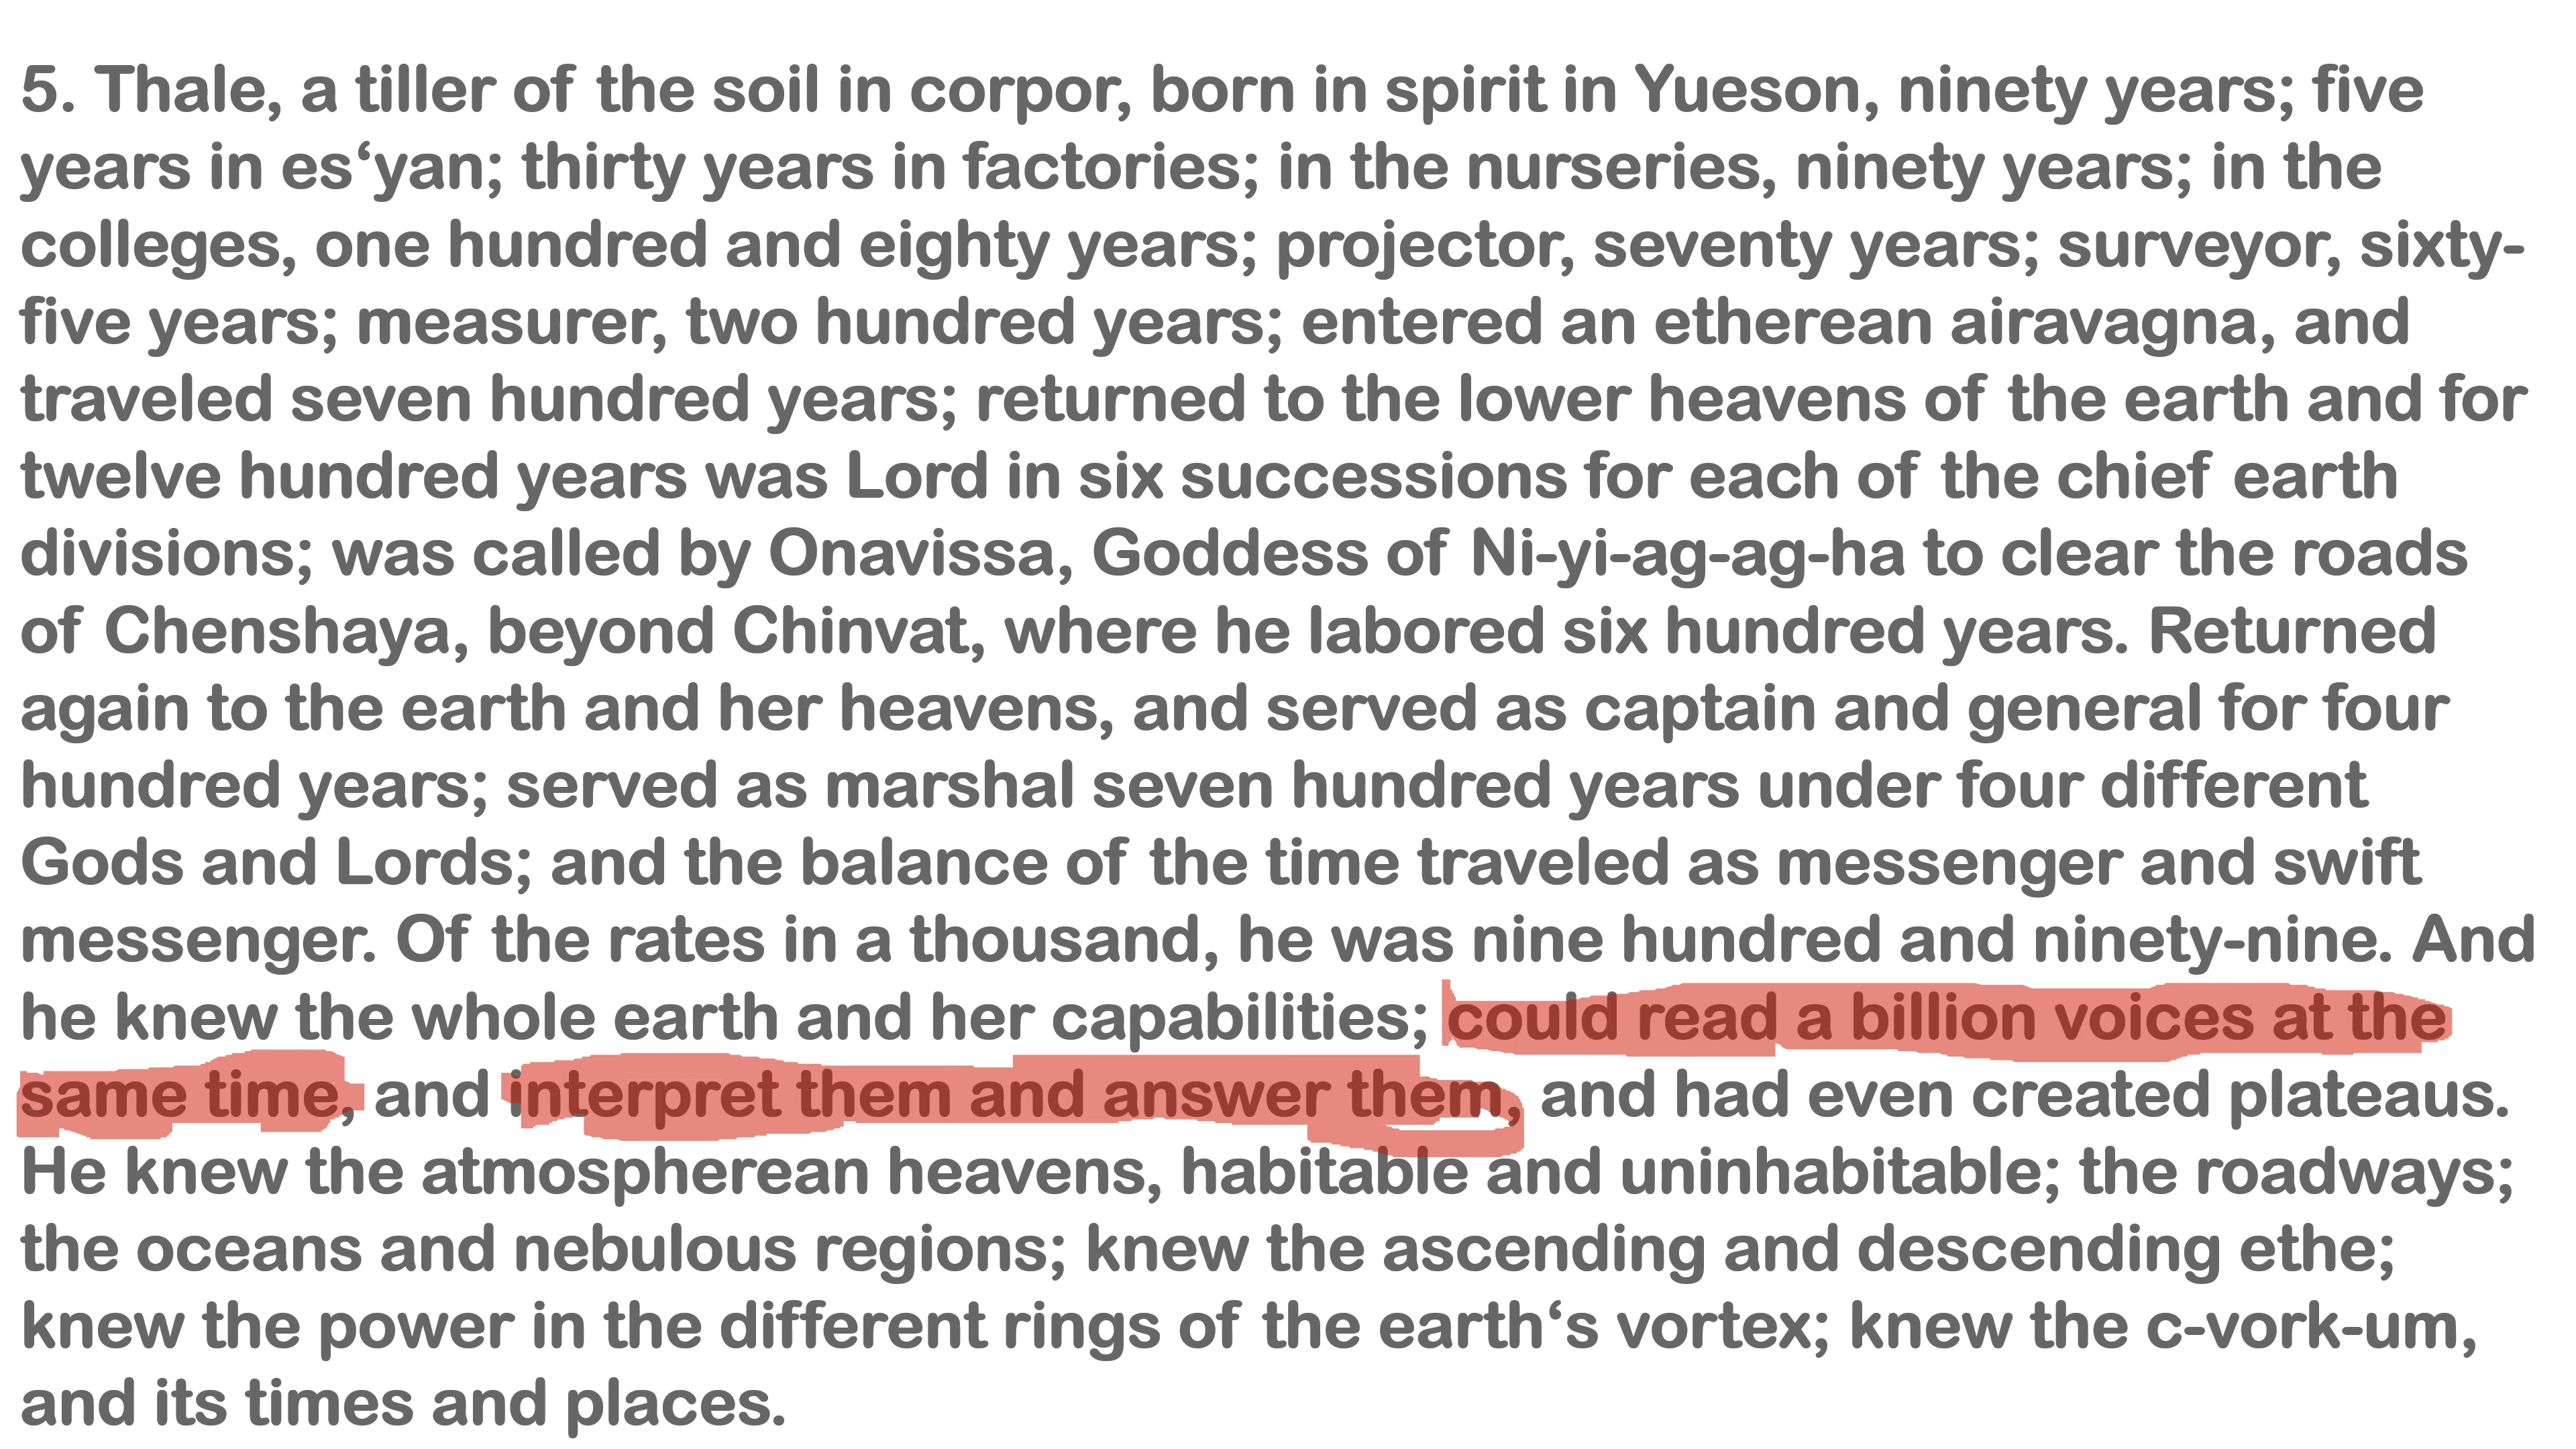 5. Thale, a tiller of the soil in corpor, born in spirit in Yueson, ninety years; five
years in es‘yan; thirty years in factories; in the nurseries, ninety years; in the
colleges, one hundred and eighty years; projector, seventy years; surveyor, sixty-
five years; measurer, two hundred years; entered an etherean airavagna, and
traveled seven hundred years; returned to the lower heavens of the earth and for
twelve hundred years was Lord in six successions for each of the chief earth
divisions; was called by Onavissa, Goddess of Ni-yi-ag-ag-ha to clear the roads
of Chenshaya, beyond Chinvat, where he labored six hundred years. Returned
again to the earth and her heavens, and served as captain and general for four
hundred years; served as marshal seven hundred years under four different
Gods and Lords; and the balance of the time traveled as messenger and swift
messenger. Of the rates in a thousand, he was nine hundred and ninety-nine. And
he knew the whole earth and her capabilities; could read a billion voices at the
same time, and interpret them and answer them, and had even created plateaus.
He knew the atmospherean heavens, habitable and uninhabitable; the roadways;
the oceans and nebulous regions; knew the ascending and descending ethe;
knew the power in the different rings of the earth‘s vortex; knew the c-vork-um,
and its times and places.